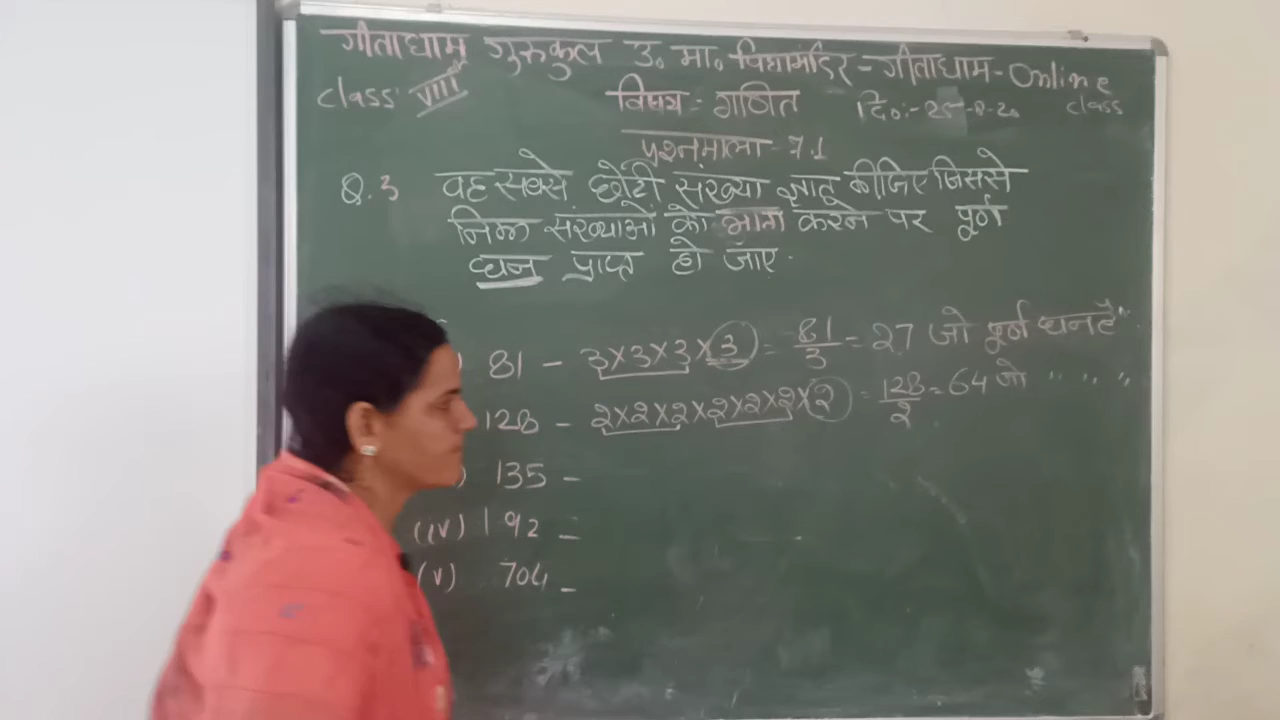 गीताधाम गुरुकुल उ. मा. विद्यामंदिर - गीताधाम - Online class
Class VIII विषय - गणित दि०:- 25-8-20
प्रश्नमाला - 7.1
Q.3 वह सबसे छोटी संख्या ज्ञात कीजिए जिससे
निम्न संख्याओं को भाग करने पर पूर्ण
घन प्राप्त हो जाए.
) 81 - 3×3×3×3 = 81/3 = 27 जो पूर्ण घन है"
128 - 2×2×2×2×2×2×2 = 128/2 = 64 जो " " "
) 135 -
(iv) 192 -
(v) 704 -